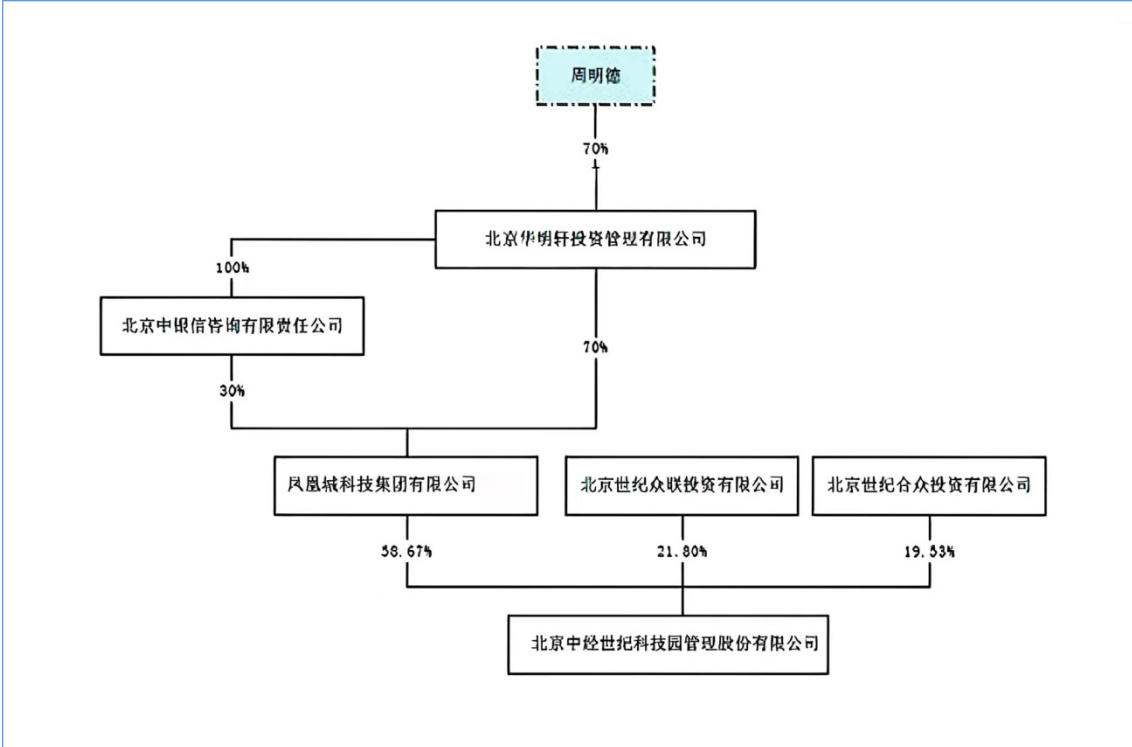 周明德
70%
北京华明轩投资管理有限公司
100%
北京中银信咨询有限责任公司
70%
30%
凤凰城科技集团有限公司
北京世纪众联投资有限公司
北京世纪合众投资有限公司
58.67%
21.80%
19.53%
北京中经世纪科技园管理股份有限公司